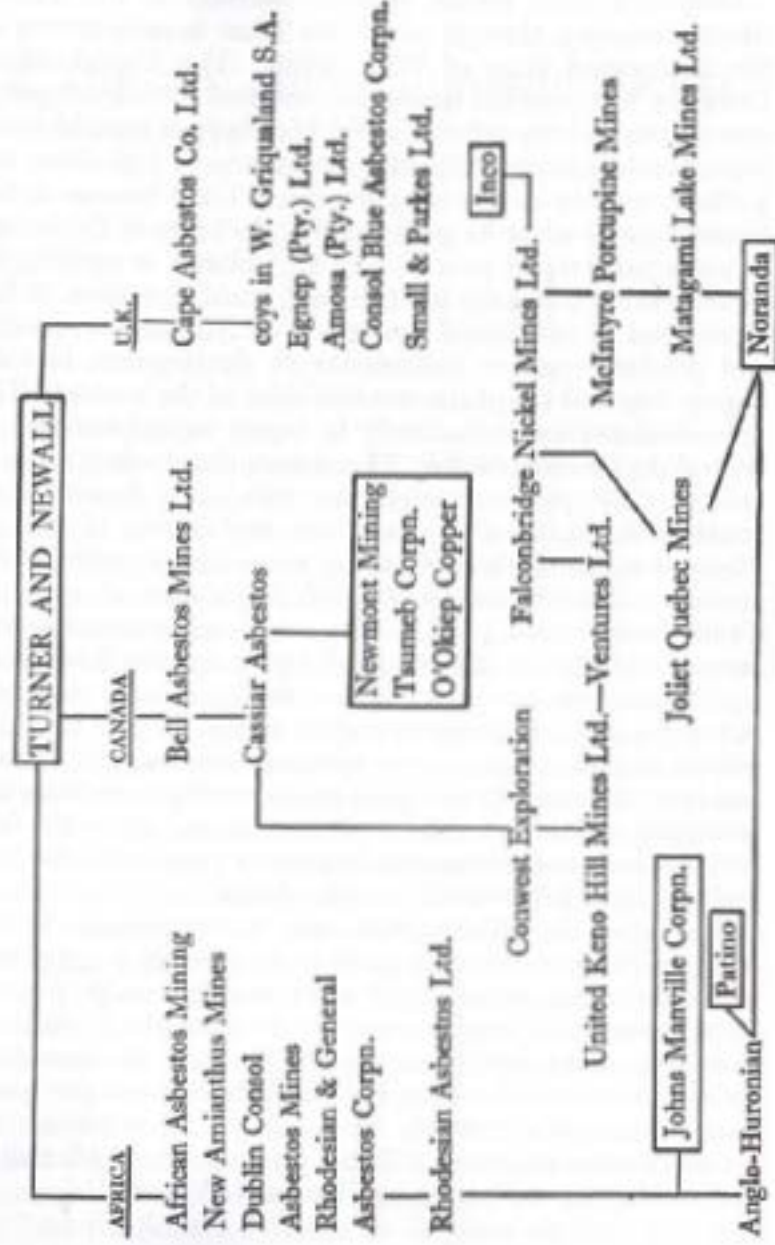 TURNER AND NEWALL
AFRICA
African Asbestos Mining
New Amianthus Mines
Dublin Consol
Asbestos Mines
Rhodesian & General
Asbestos Corpn.
Rhodesian Asbestos Ltd.
Johns Manville Corpn.
Patino
Anglo-Huronian
CANADA
Bell Asbestos Mines Ltd.
Cassiar Asbestos
Newmont Mining
Tsumeb Corpn.
O'Okiep Copper
Conwest Exploration
United Keno Hill Mines Ltd.—Ventures Ltd.
Falconbridge Nickel Mines Ltd.
Inco
McIntyre Porcupine Mines
Matagami Lake Mines Ltd.
Joliet Quebec Mines
Noranda
U.K.
Cape Asbestos Co. Ltd.
coys in W. Griqualand S.A.
Egnep (Pty.) Ltd.
Amosa (Pty.) Ltd.
Consol Blue Asbestos Corpn.
Small & Parkes Ltd.